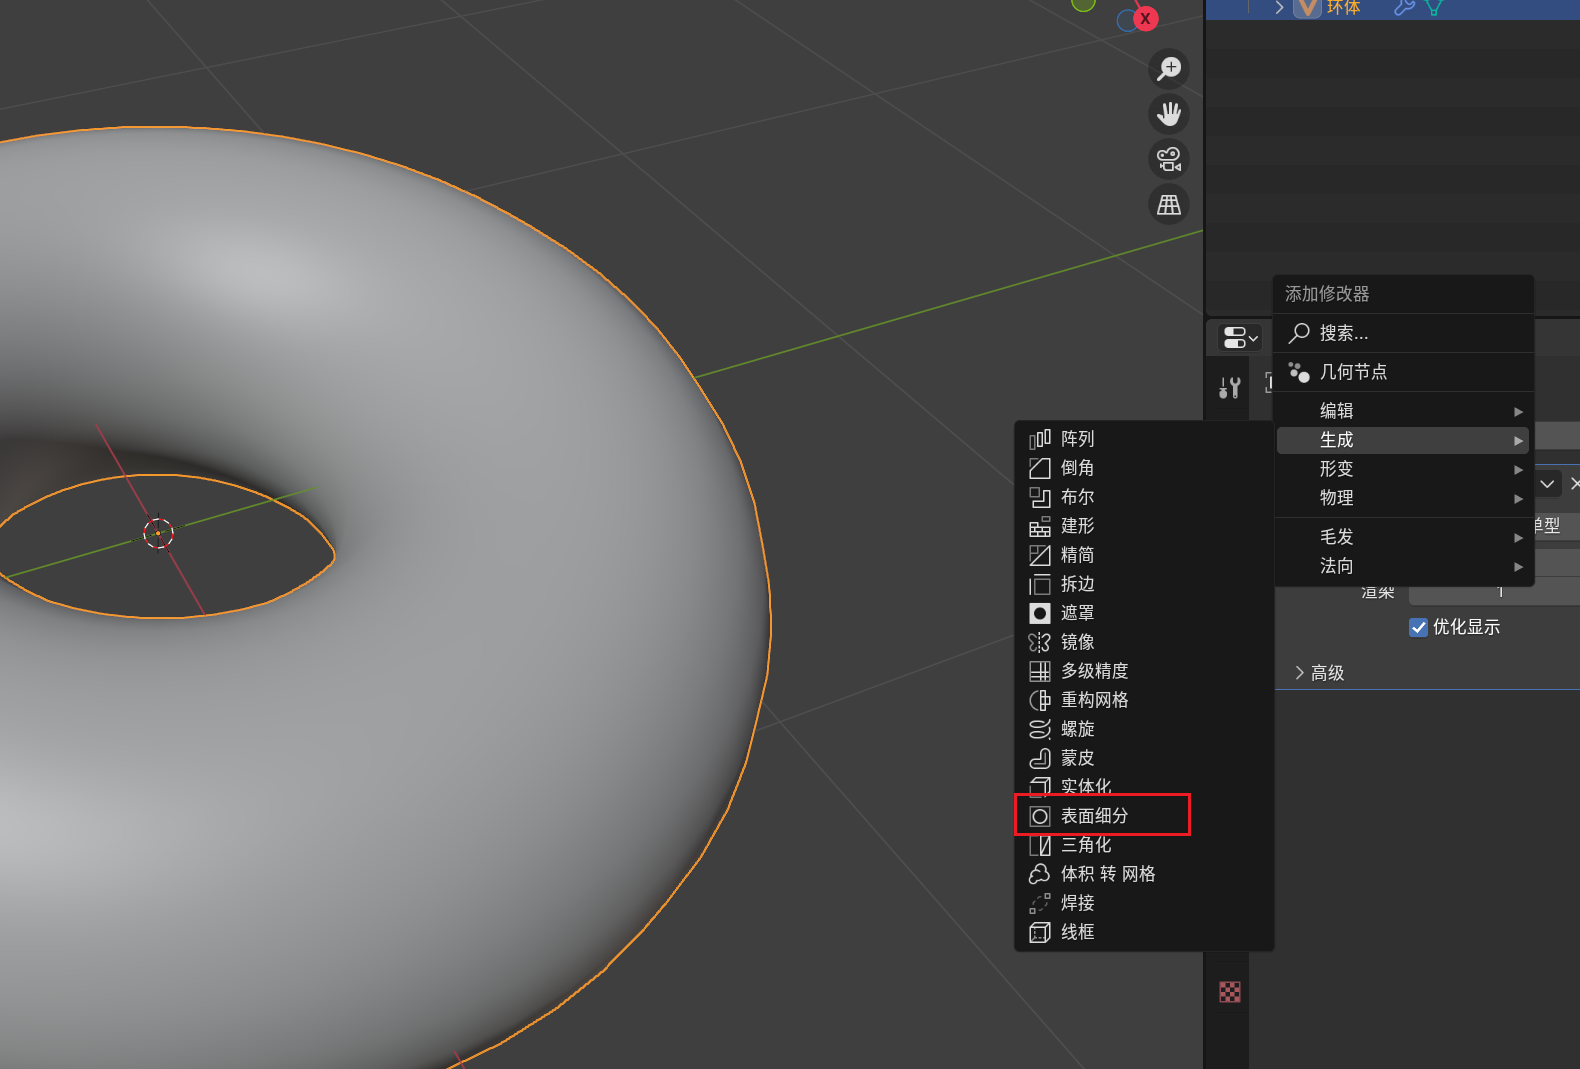 环体
X
添加修改器
搜索...
几何节点
编辑
生成
形变
物理
毛发
法向
阵列
倒角
布尔
建形
精简
拆边
遮罩
镜像
多级精度
重构网格
螺旋
蒙皮
实体化
表面细分
三角化
体积 转 网格
焊接
线框
单型
渲染 1
优化显示
高级